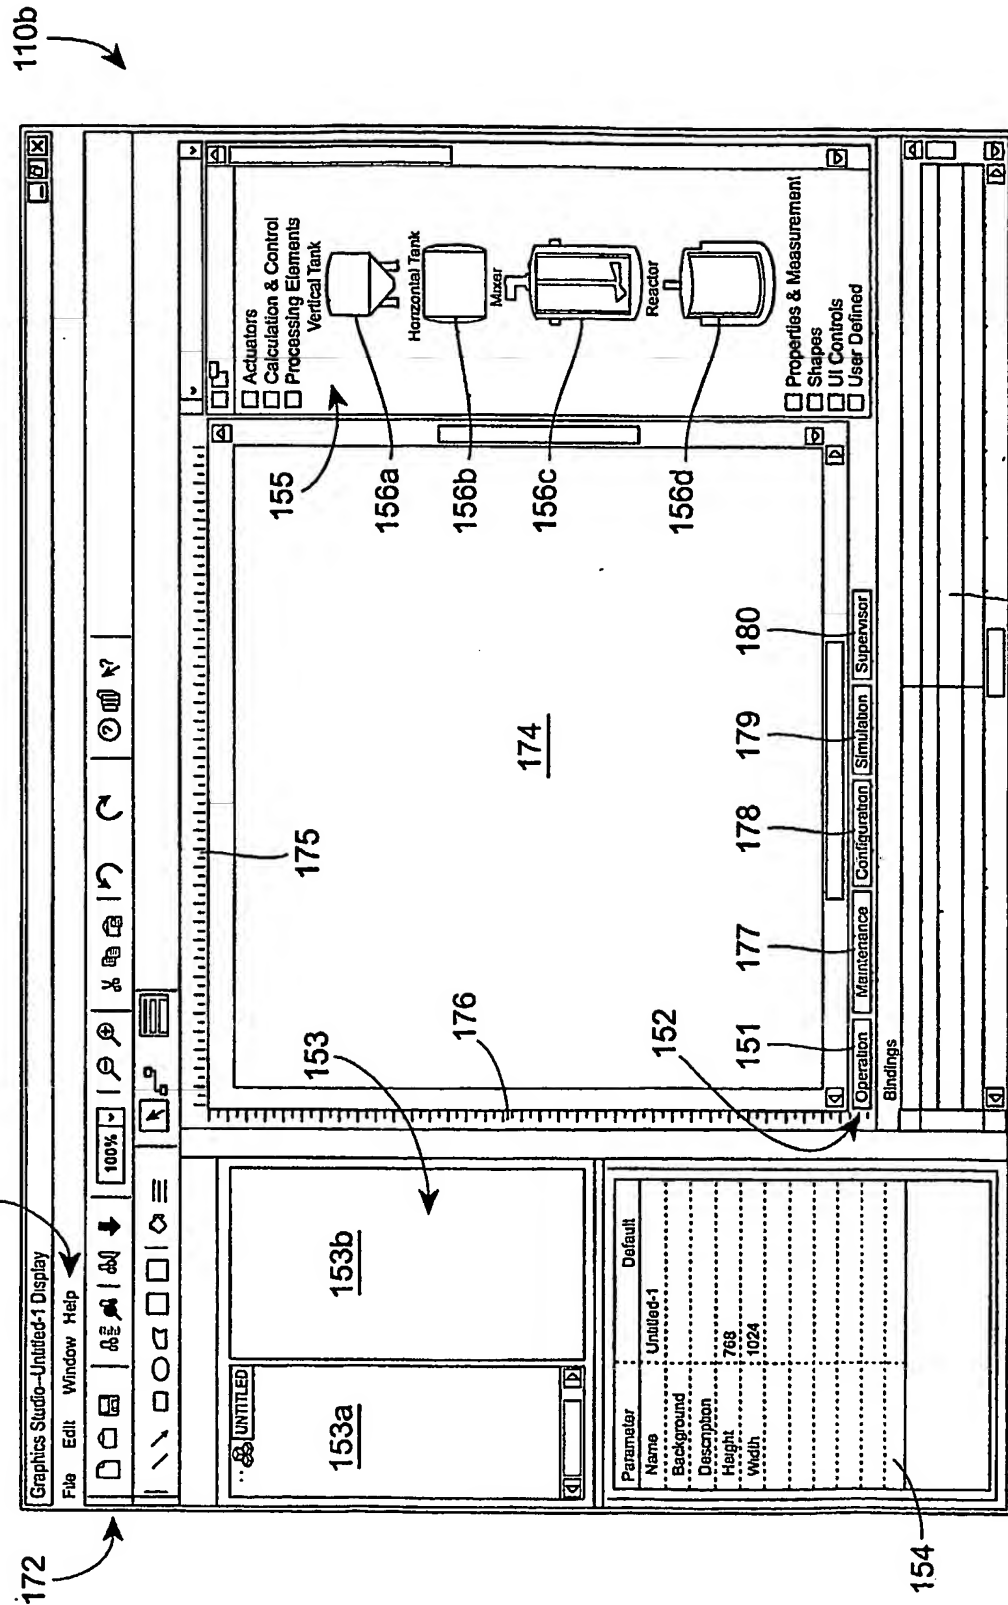 110b
172
Graphics Studio--Untitled-1 Display
File Edit Window Help
100%
?
?
153a
153b
153
UNTITLED
175
176
174
155
Actuators
Calculation & Control
Processing Elements
Vertical Tank
156a
Horizontal Tank
156b
Mixer
156c
Reactor
156d
Properties & Measurement
Shapes
UI Controls
User Defined
152
151
177
178
179
180
Operation
Maintenance
Configuration
Simulation
Supervisor
Bindings
Parameter Default
Name Untitled-1
Background
Description
Height 768
Width 1024
154